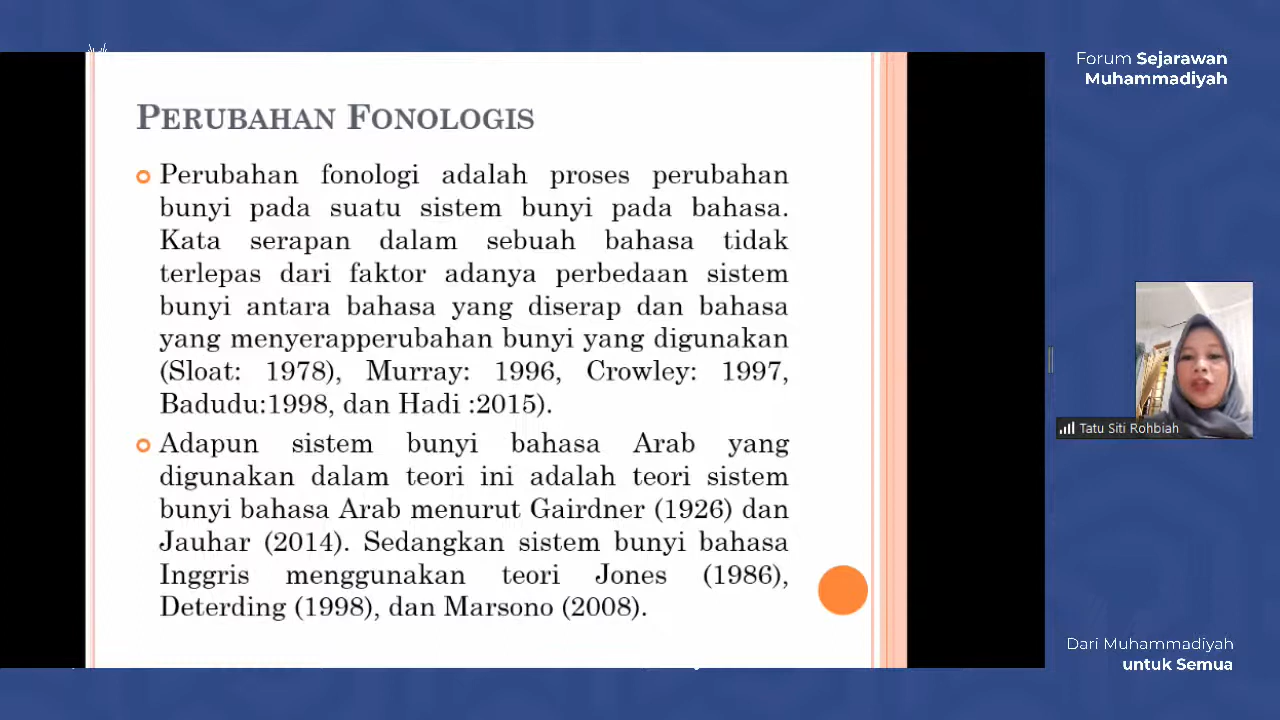 Forum Sejarawan
Muhammadiyah
PERUBAHAN FONOLOGIS
Perubahan fonologi adalah proses perubahan
bunyi pada suatu sistem bunyi pada bahasa.
Kata serapan dalam sebuah bahasa tidak
terlepas dari faktor adanya perbedaan sistem
bunyi antara bahasa yang diserap dan bahasa
yang menyerapperubahan bunyi yang digunakan
(Sloat: 1978), Murray: 1996, Crowley: 1997,
Badudu:1998, dan Hadi :2015).
Adapun sistem bunyi bahasa Arab yang
digunakan dalam teori ini adalah teori sistem
bunyi bahasa Arab menurut Gairdner (1926) dan
Jauhar (2014). Sedangkan sistem bunyi bahasa
Inggris menggunakan teori Jones (1986),
Deterding (1998), dan Marsono (2008).
Tatu Siti Rohbiah
Dari Muhammadiyah
untuk Semua